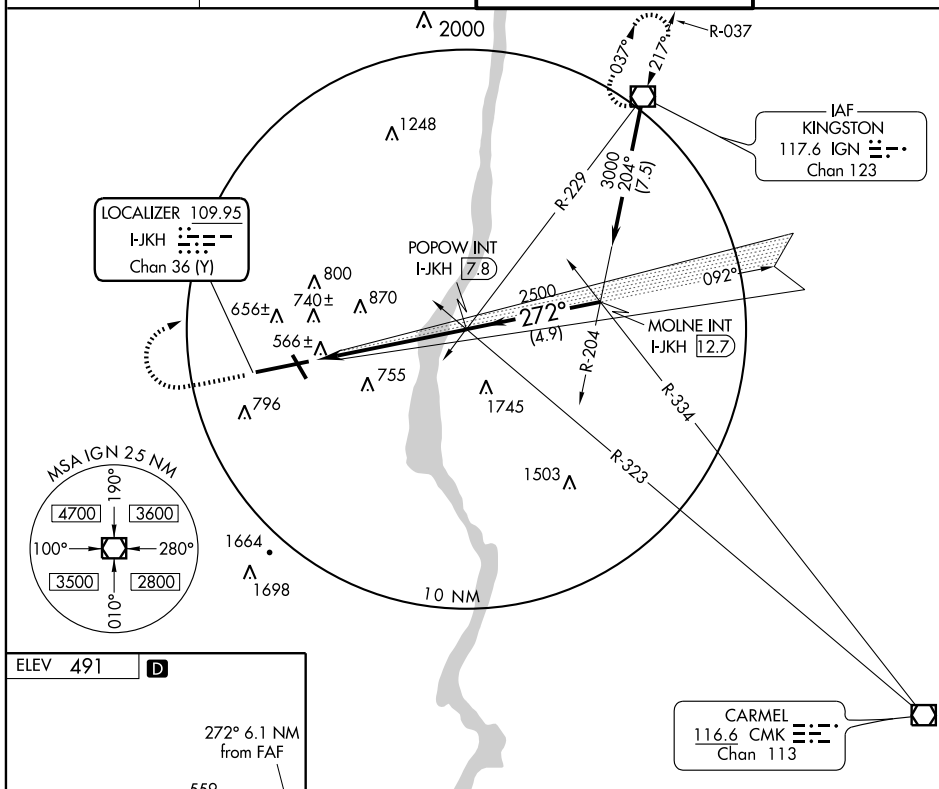 2000
R-037
037°
217°
1248
IAF
KINGSTON
117.6 IGN
Chan 123
3000
204°
(7.5)
R-229
LOCALIZER 109.95
I-JKH
Chan 36 (Y)
POPOW INT
I-JKH 7.8
800
656±
740±
870
2500
272°
(4.9)
092°
566±
MOLNE INT
I-JKH 12.7
R-204
755
796
1745
R-334
R-323
1503
MSA IGN 25 NM
190°
4700
3600
100°
280°
3500
2800
010°
1664
1698
10 NM
ELEV 491
D
272° 6.1 NM
from FAF
CARMEL
116.6 CMK
Chan 113